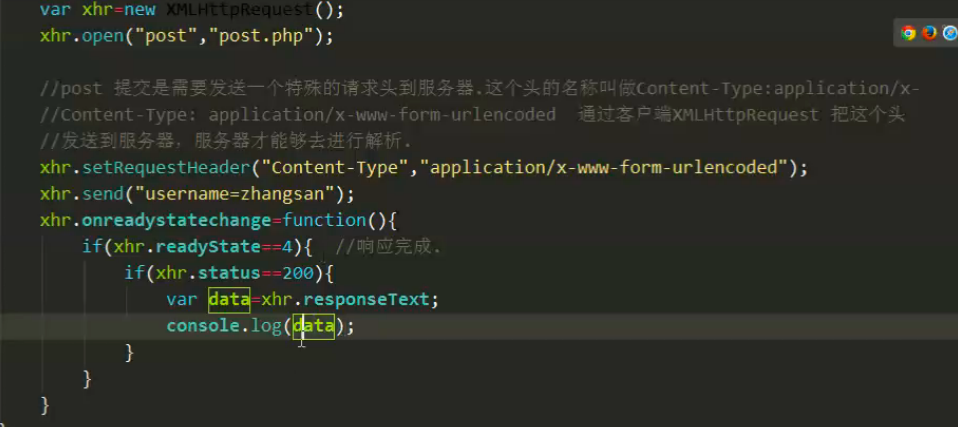 var xhr=new XMLHttpRequest();
xhr.open("post","post.php");
//post 提交是需要发送一个特殊的请求头到服务器.这个头的名称叫做Content-Type:application/x-
//Content-Type: application/x-www-form-urlencoded 通过客户端XMLHttpRequest 把这个头
//发送到服务器，服务器才能够去进行解析.
xhr.setRequestHeader("Content-Type","application/x-www-form-urlencoded");
xhr.send("username=zhangsan");
xhr.onreadystatechange=function(){
if(xhr.readyState==4){ //响应完成.
if(xhr.status==200){
var data=xhr.responseText;
console.log(data);
}
}
}